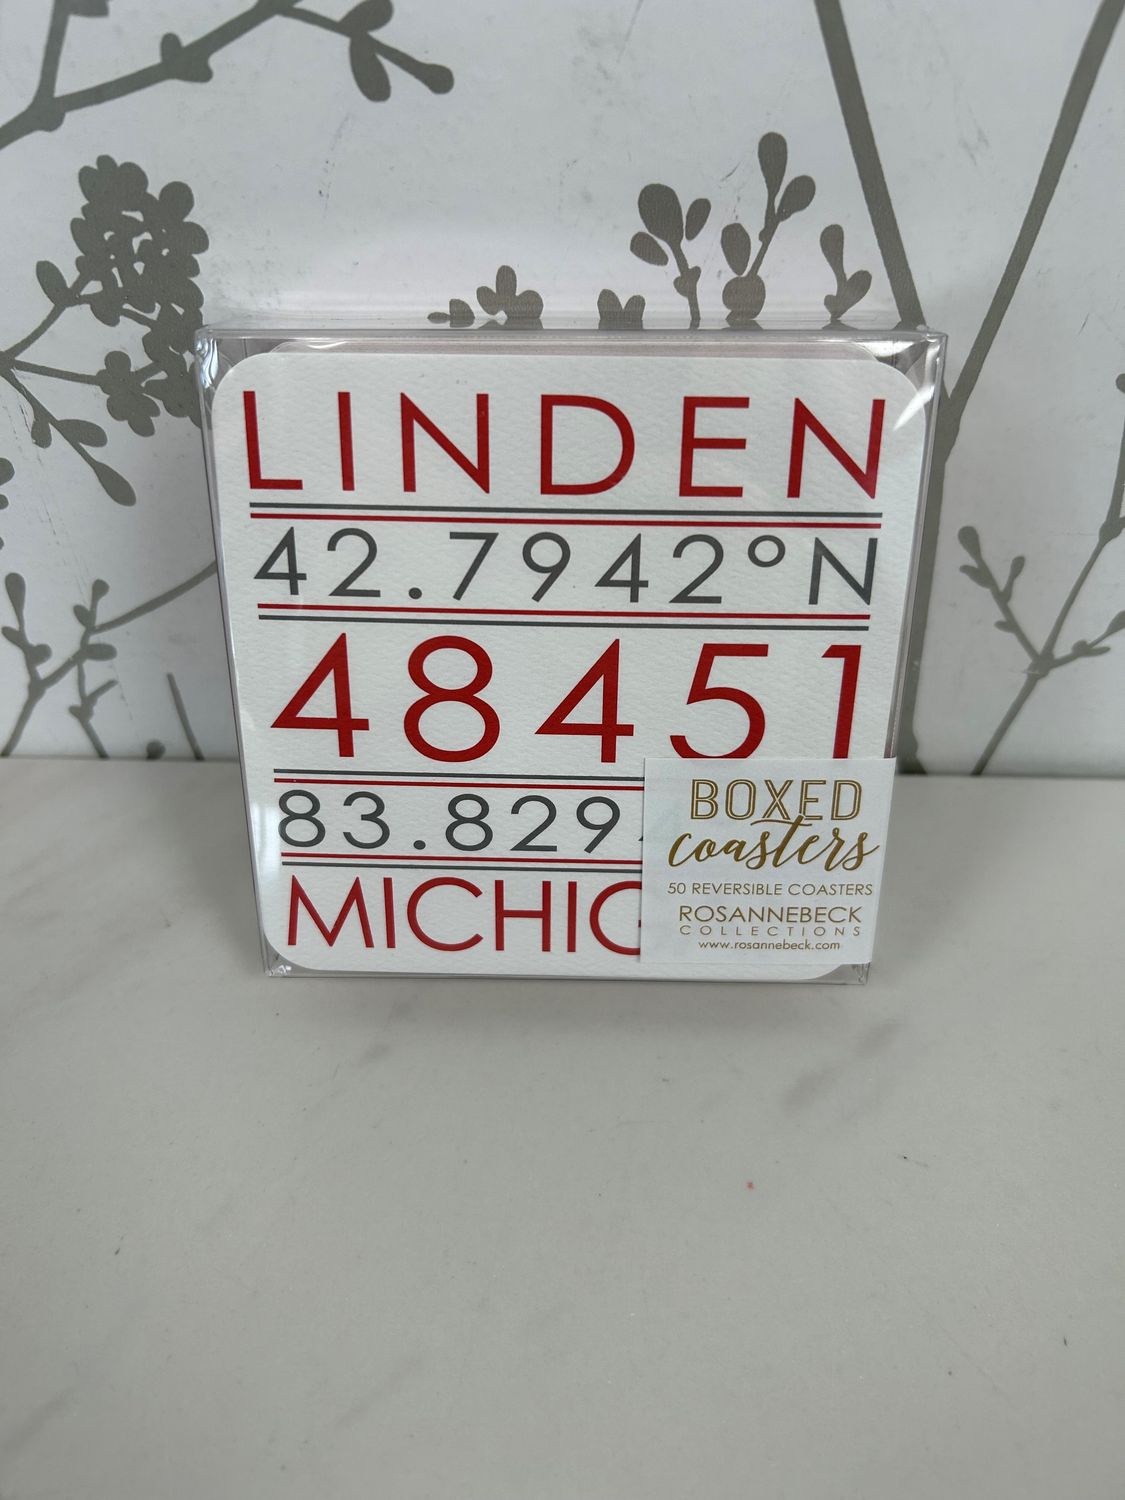 LINDEN
42.7942°N
48451
83.829
MICHIG
BOXED
coasters
50 REVERSIBLE COASTERS
ROSANNEBECK
COLLECTIONS
www.rosannebeck.com